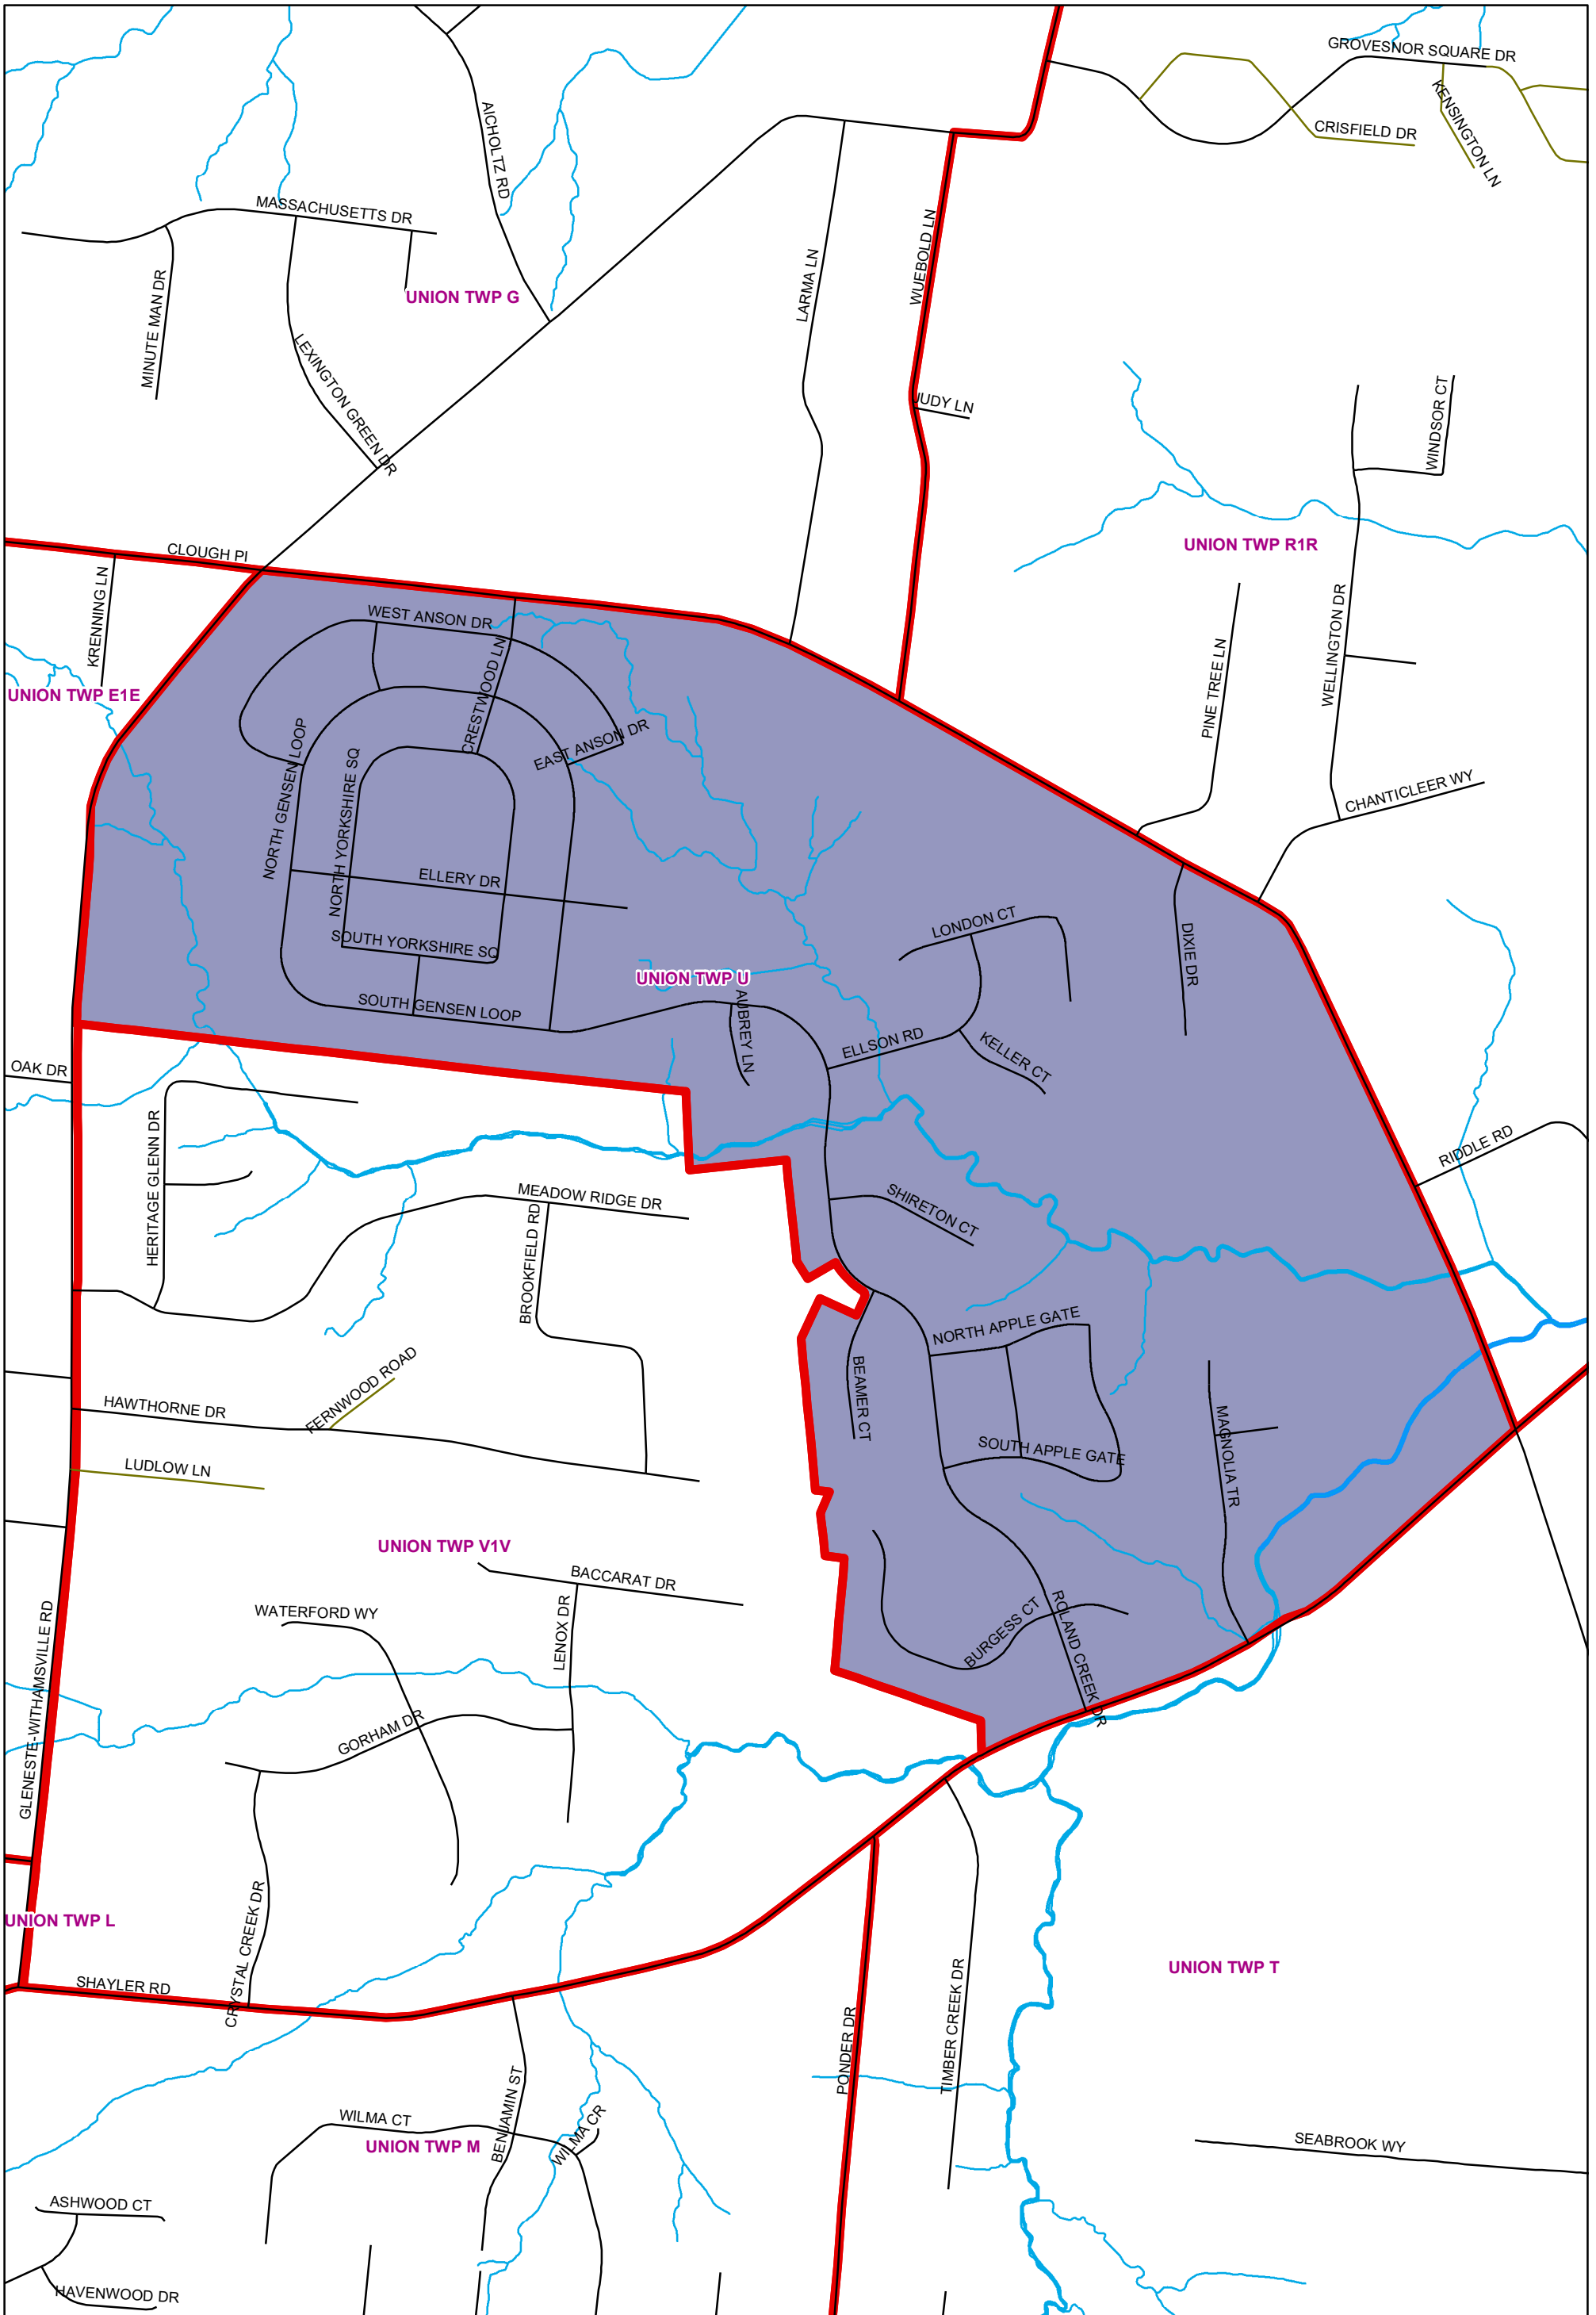 GROVESNOR SQUARE DR
KENSINGTON LN
CRISFIELD DR
AICHOLTZ RD
MASSACHUSETTS DR
MINUTE MAN DR
UNION TWP G
LARMA LN
WUEBOLD LN
LEXINGTON GREEN DR
JUDY LN
WINDSOR CT
UNION TWP R1R
CLOUGH PI
KRENNING LN
WEST ANSON DR
WELLINGTON DR
PINE TREE LN
UNION TWP E1E
CRESTWOOD LN
EAST ANSON DR
NORTH GENSEN LOOP
NORTH YORKSHIRE SQ
CHANTICLEER WY
ELLERY DR
LONDON CT
SOUTH YORKSHIRE SQ
DIXIE DR
UNION TWP U
SOUTH GENSEN LOOP
AUBREY LN
ELLSON RD
KELLER CT
OAK DR
HERITAGE GLENN DR
RIDDLE RD
MEADOW RIDGE DR
SHIRETON CT
BROOKFIELD RD
NORTH APPLE GATE
BEAMER CT
FERNWOOD ROAD
HAWTHORNE DR
MAGNOLIA TR
SOUTH APPLE GATE
LUDLOW LN
UNION TWP V1V
BACCARAT DR
WATERFORD WY
LENOX DR
BURGESS CT
ROLAND CREEK DR
GLENESTE-WITHAMSVILLE RD
GORHAM DR
CRYSTAL CREEK DR
UNION TWP L
SHAYLER RD
UNION TWP T
TIMBER CREEK DR
PONDER DR
BENJAMIN ST
WILMA CT
WILMA CR
UNION TWP M
SEABROOK WY
ASHWOOD CT
HAVENWOOD DR